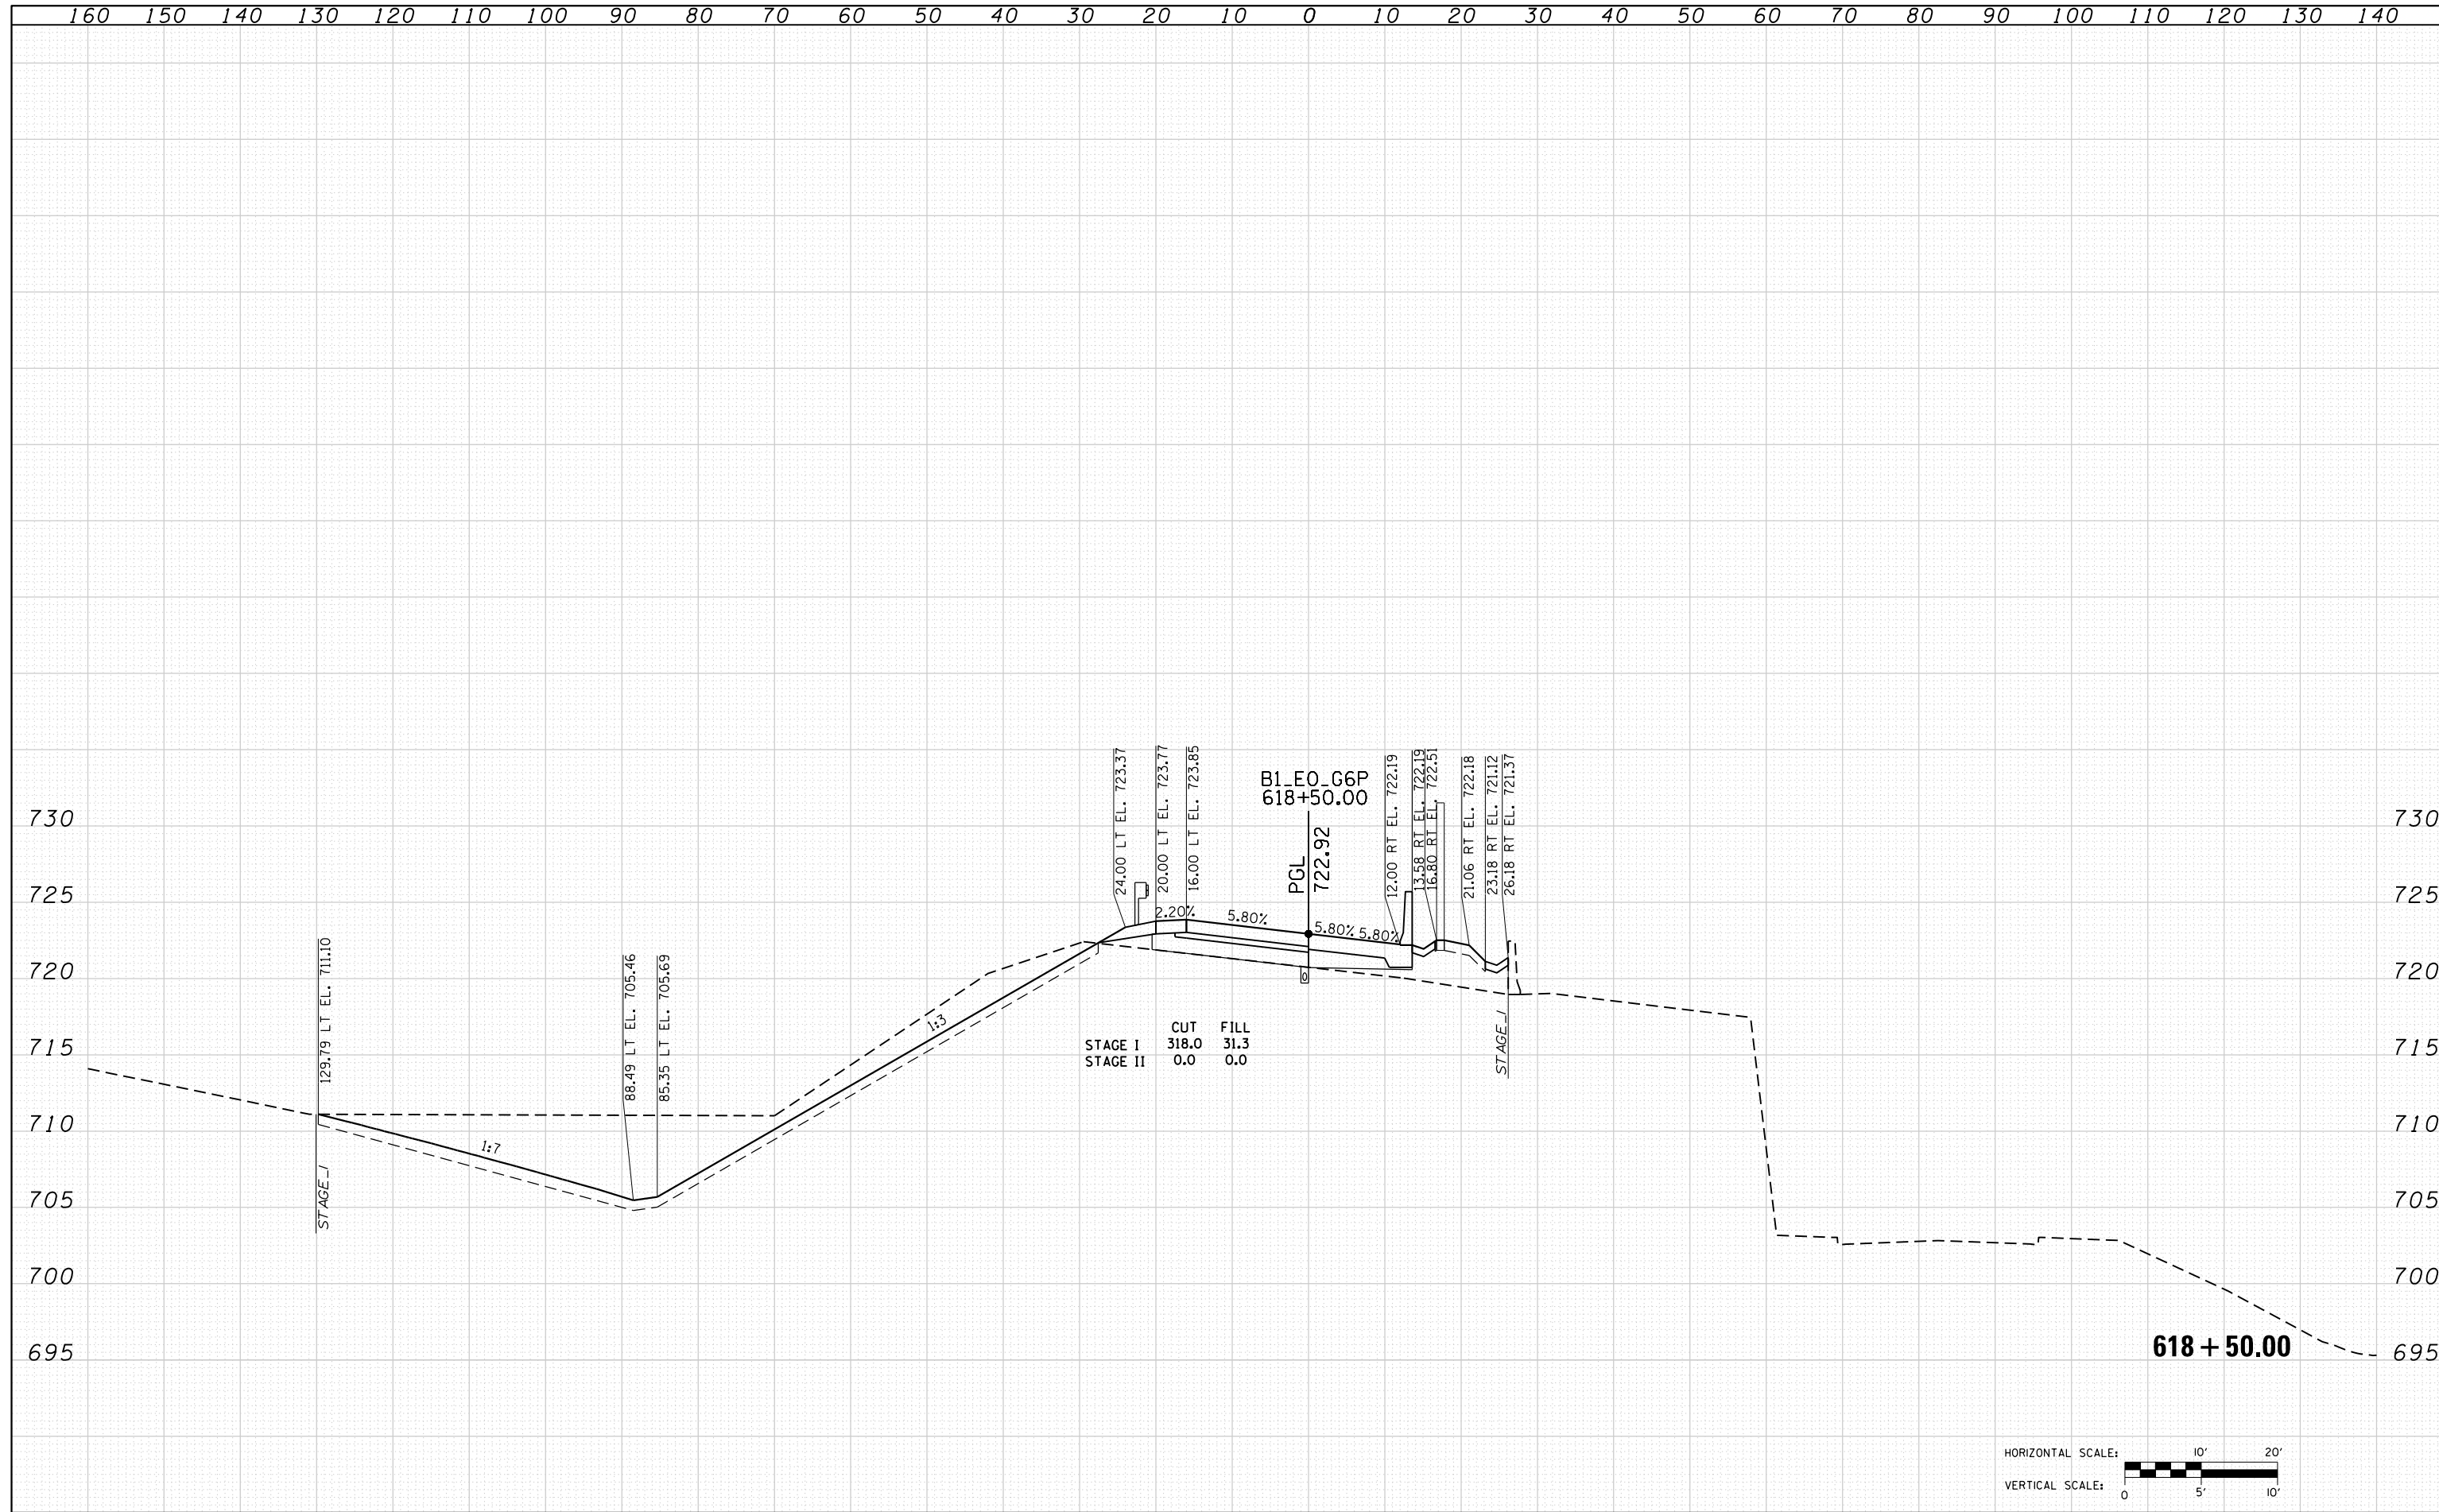 160 150 140 130 120 110 100 90 80 70 60 50 40 30 20 10 0 10 20 30 40 50 60 70 80 90 100 110 120 130 140
24.00 LT EL. 723.37
20.00 LT EL. 723.77
16.00 LT EL. 723.85
B1_EO_G6P
618+50.00
PGL
722.92
12.00 RT EL. 722.19
13.58 RT EL. 722.19
16.80 RT EL. 722.51
21.06 RT EL. 722.18
23.18 RT EL. 721.12
26.18 RT EL. 721.37
730 730
725 725
2.20% 5.80% 5.80% 5.80%
129.79 LT EL. 711.10
88.49 LT EL. 705.46
85.35 LT EL. 705.69
720 720
1:3
CUT FILL
STAGE I 318.0 31.3
STAGE II 0.0 0.0
STAGE_I
715 715
710 710
1:7
STAGE_I
705 705
700 700
695 695
618+50.00
HORIZONTAL SCALE: 10' 20'
VERTICAL SCALE: 0 5' 10'